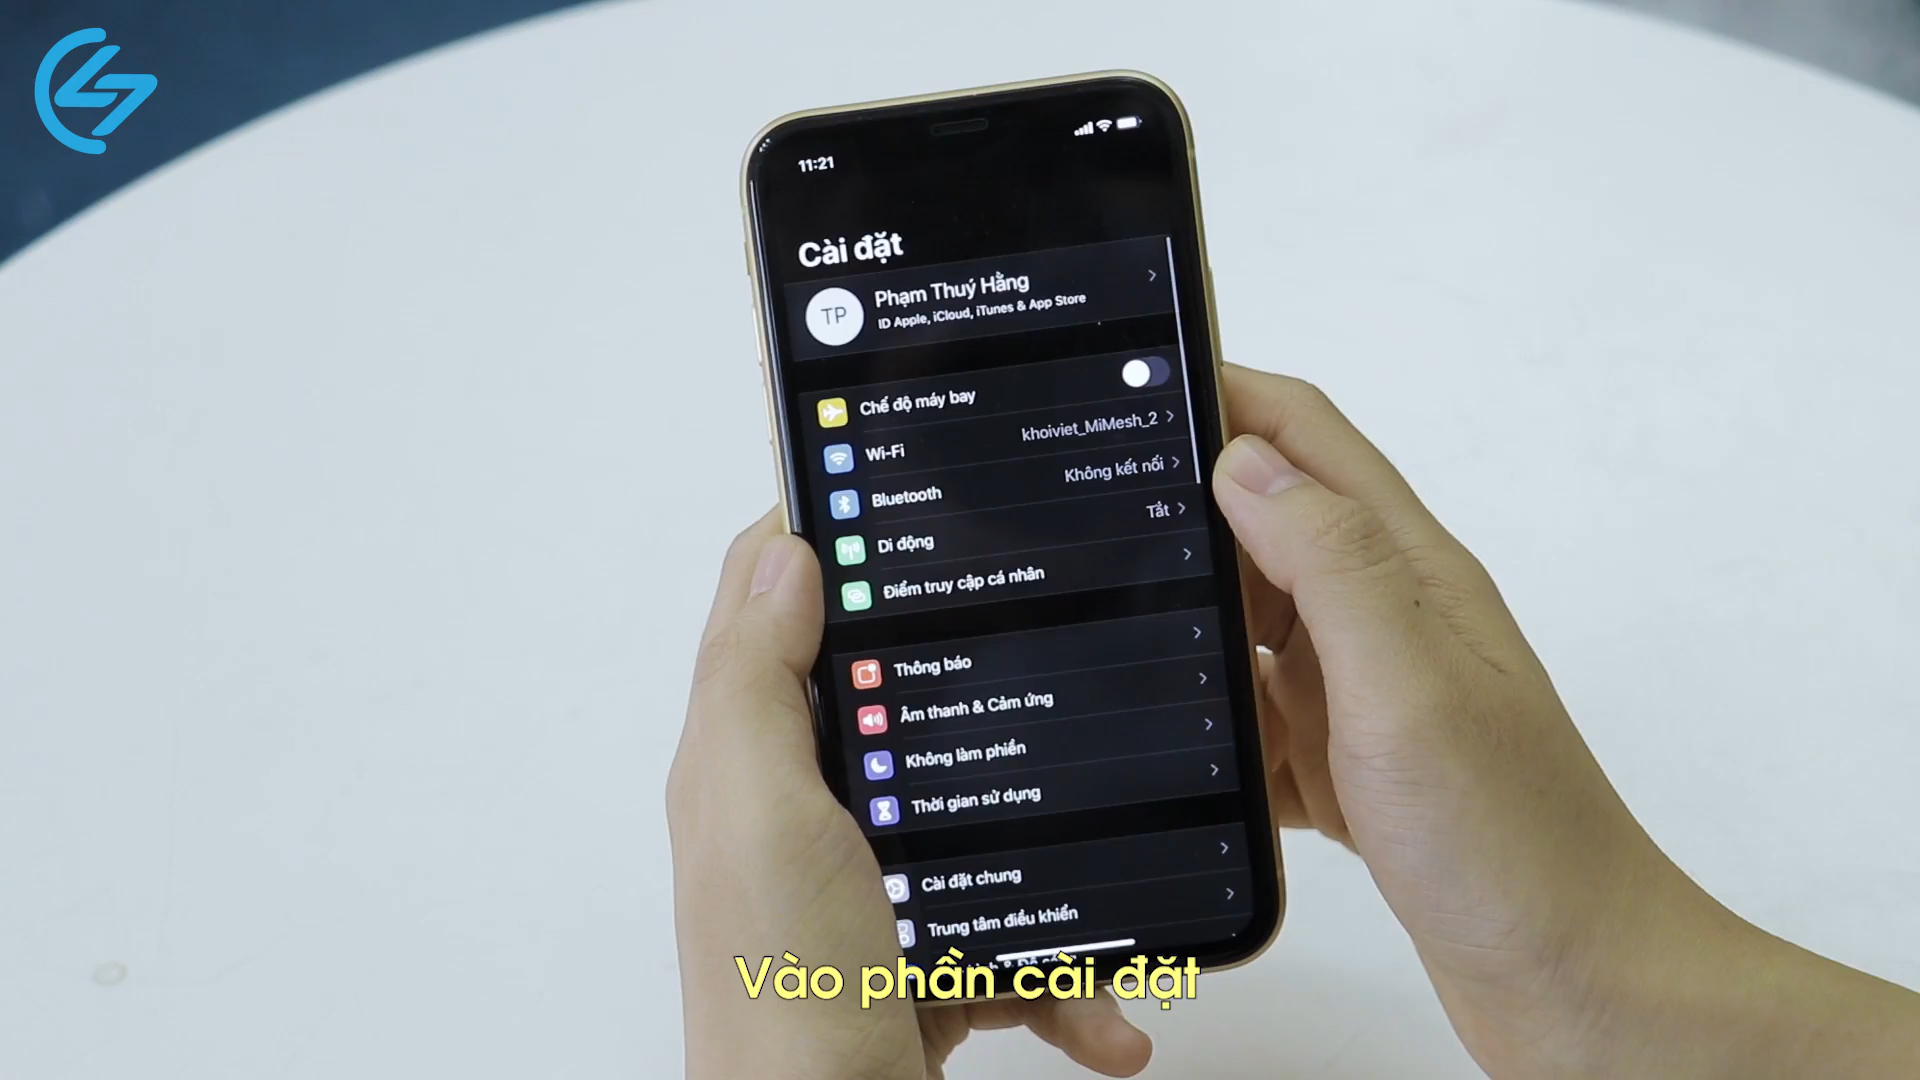 11:21
Cài đặt
TP
Phạm Thuý Hằng
ID Apple, iCloud, iTunes & App Store
Chế độ máy bay
Wi-Fi
khoiviet_MiMesh_2
Bluetooth
Không kết nối
Di động
Tắt
Điểm truy cập cá nhân
Thông báo
Âm thanh & Cảm ứng
Không làm phiền
Thời gian sử dụng
Cài đặt chung
Trung tâm điều khiển
Vào phần cài đặt